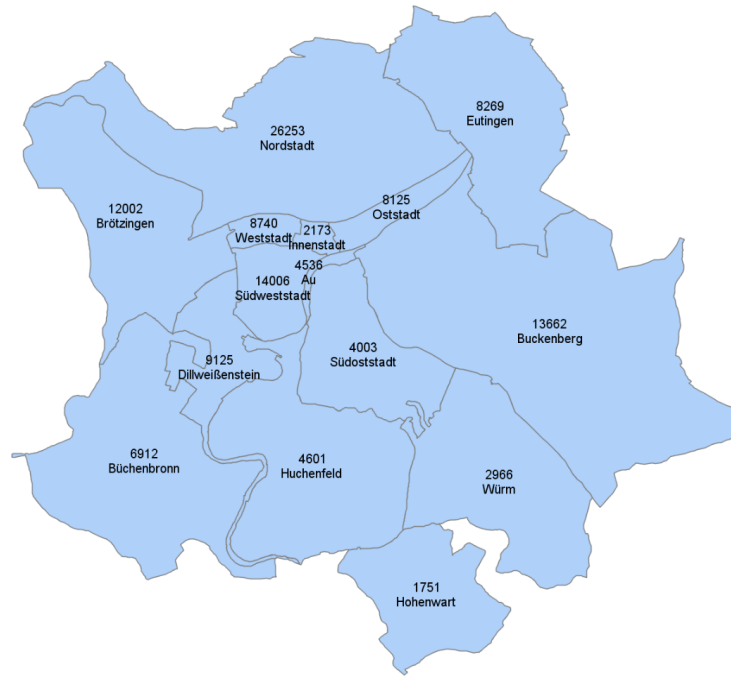 8269
Eutingen
26253
Nordstadt
12002
Brötzingen
8125
Oststadt
8740
Weststadt
2173
Innenstadt
4536
Au
14006
Südweststadt
13662
Buckenberg
4003
Südoststadt
9125
Dillweißenstein
6912
Büchenbronn
4601
Huchenfeld
2966
Würm
1751
Hohenwart